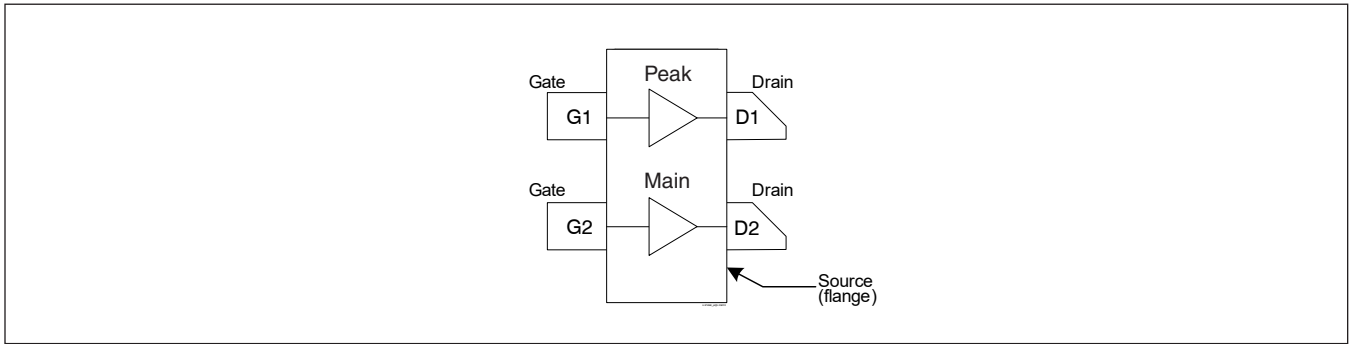 Peak
Gate
Drain
G1
D1
Main
Gate
Drain
G2
D2
Source
(flange)